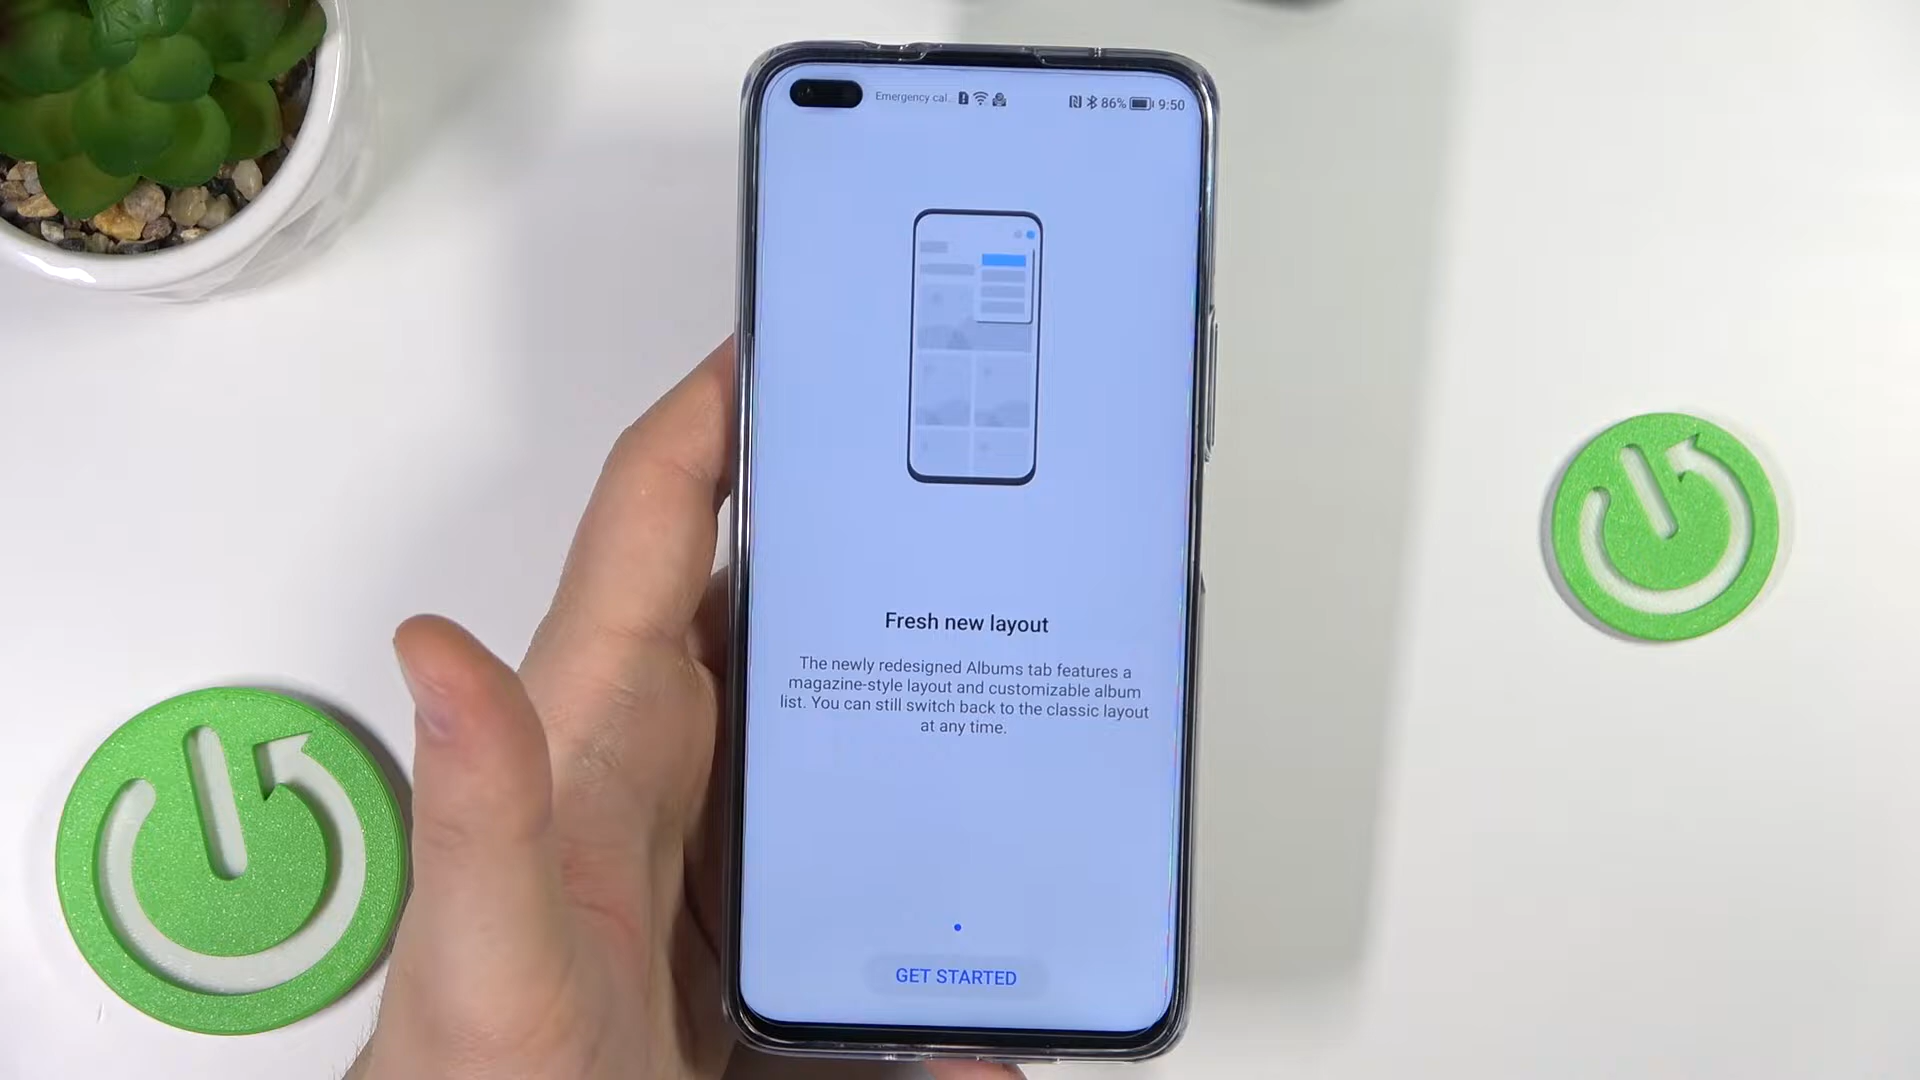 Emergency cal... 86% 9:50
Fresh new layout
The newly redesigned Albums tab features a
magazine-style layout and customizable album
list. You can still switch back to the classic layout
at any time.
GET STARTED